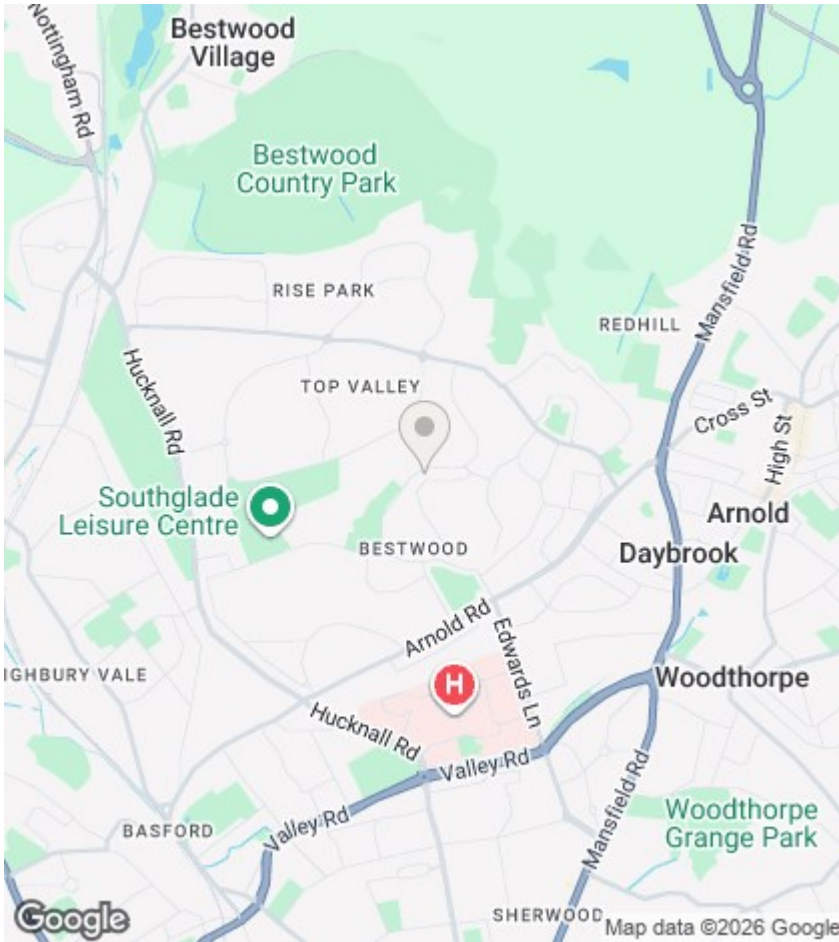 Nottingham Rd
Bestwood
Village
Bestwood
Country Park
Mansfield Rd
RISE PARK
REDHILL
Hucknall Rd
TOP VALLEY
Cross St
High St
Southglade
Leisure Centre
Arnold
BESTWOOD
Daybrook
Arnold Rd
Edwards Ln
IGHBURY VALE
H
Woodthorpe
Hucknall Rd
Valley Rd
Mansfield Rd
Valley Rd
BASFORD
Woodthorpe
Grange Park
SHERWOOD
Google
Map data ©2026 Google